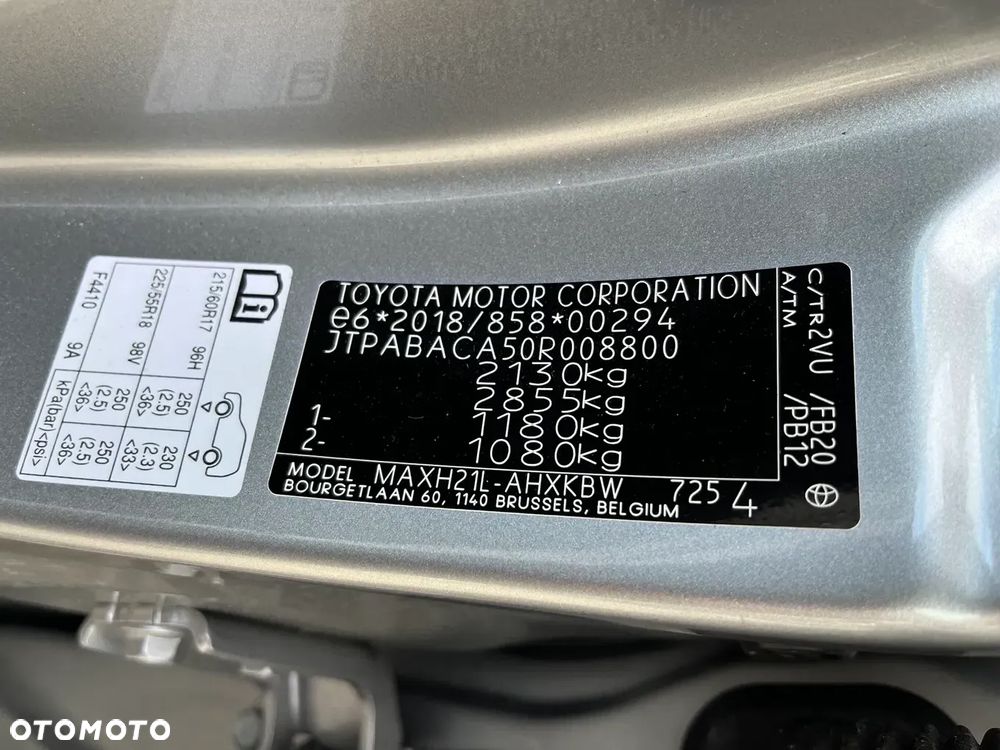 215/60R17 96H 250 (2.5) <36> 230 (2.3) <33>
225/55R18 98V 250 (2.5) <36> 250 (2.5) <36>
F4410 9A kPa(bar)<psi>
TOYOTA MOTOR CORPORATION
e6*2018/858*00294
JTPABACA50R008800
2130kg
2855kg
1- 1180kg
2- 1080kg
MODEL MAXH21L-AHXKBW 725 4
BOURGETLAAN 60, 1140 BRUSSELS, BELGIUM
C/TR2VU /FB20
A/TM /PB12
OTOMOTO